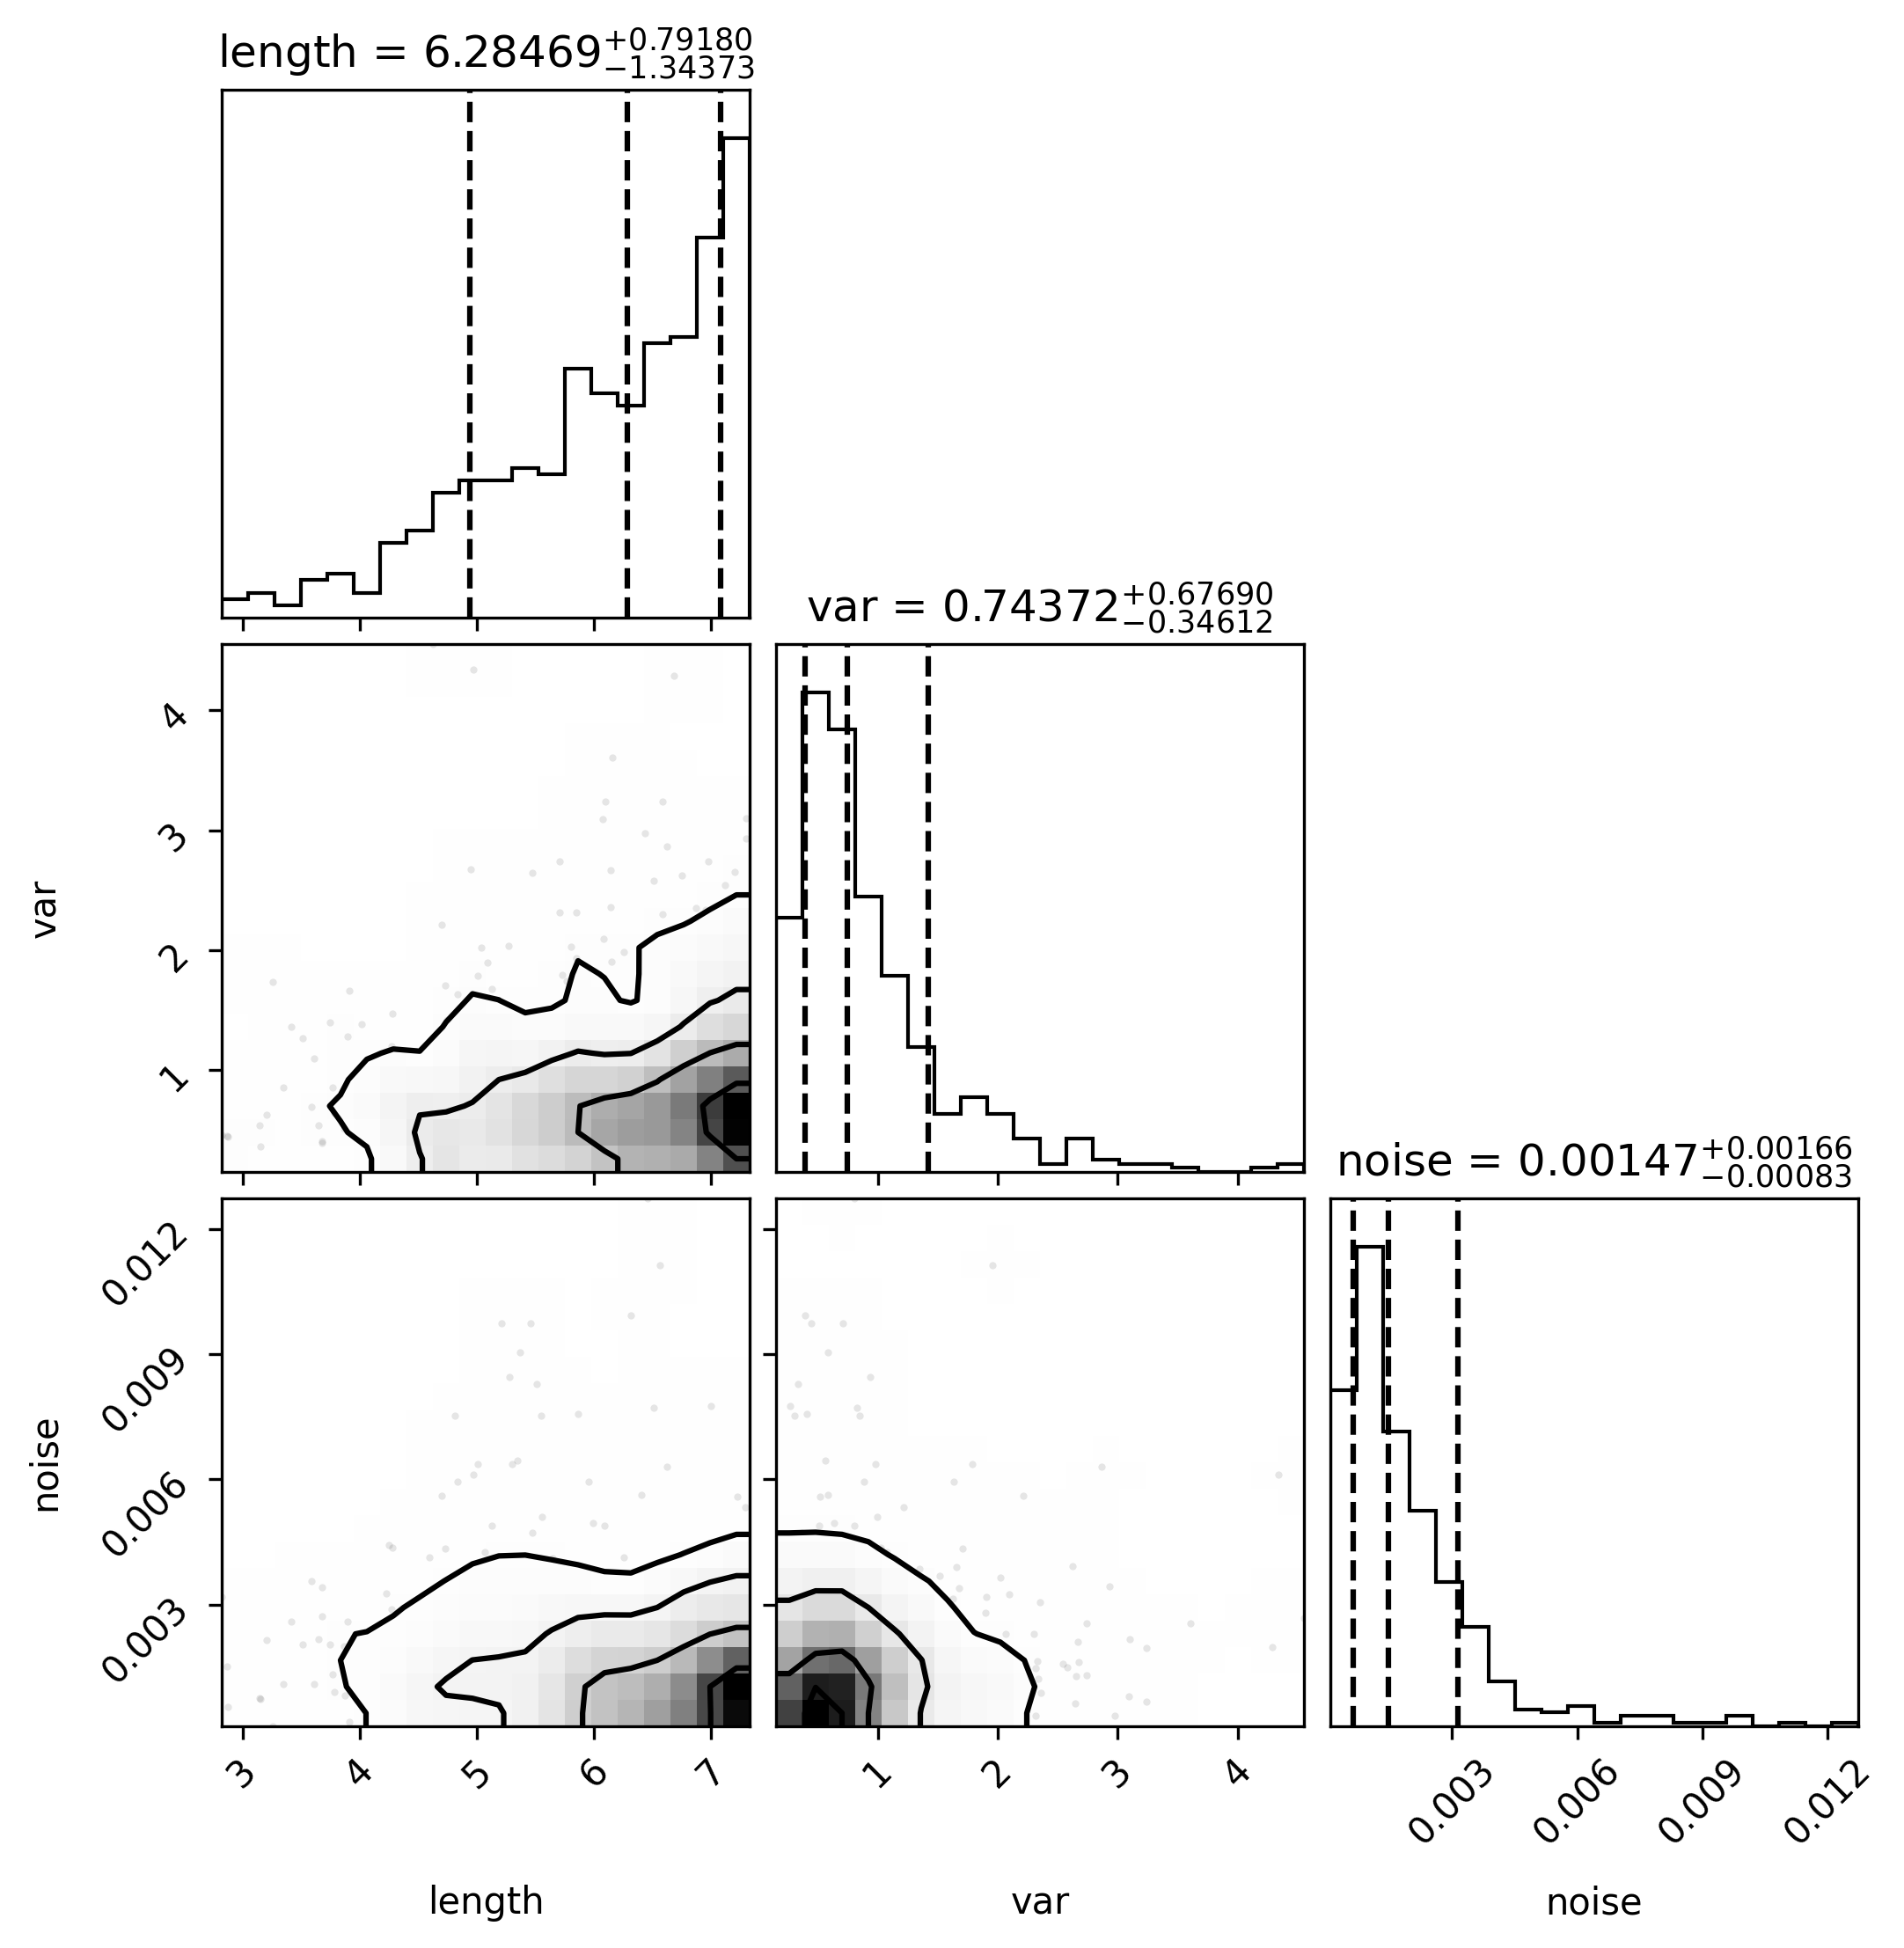 length = 6.28469 +0.79180 −1.34373
var = 0.74372 +0.67690 −0.34612
4
3
2
1
var
noise = 0.00147 +0.00166 −0.00083
0.012
0.009
0.006
0.003
noise
3 4 5 6 7 1 2 3 4 0.003 0.006 0.009 0.012
length var noise